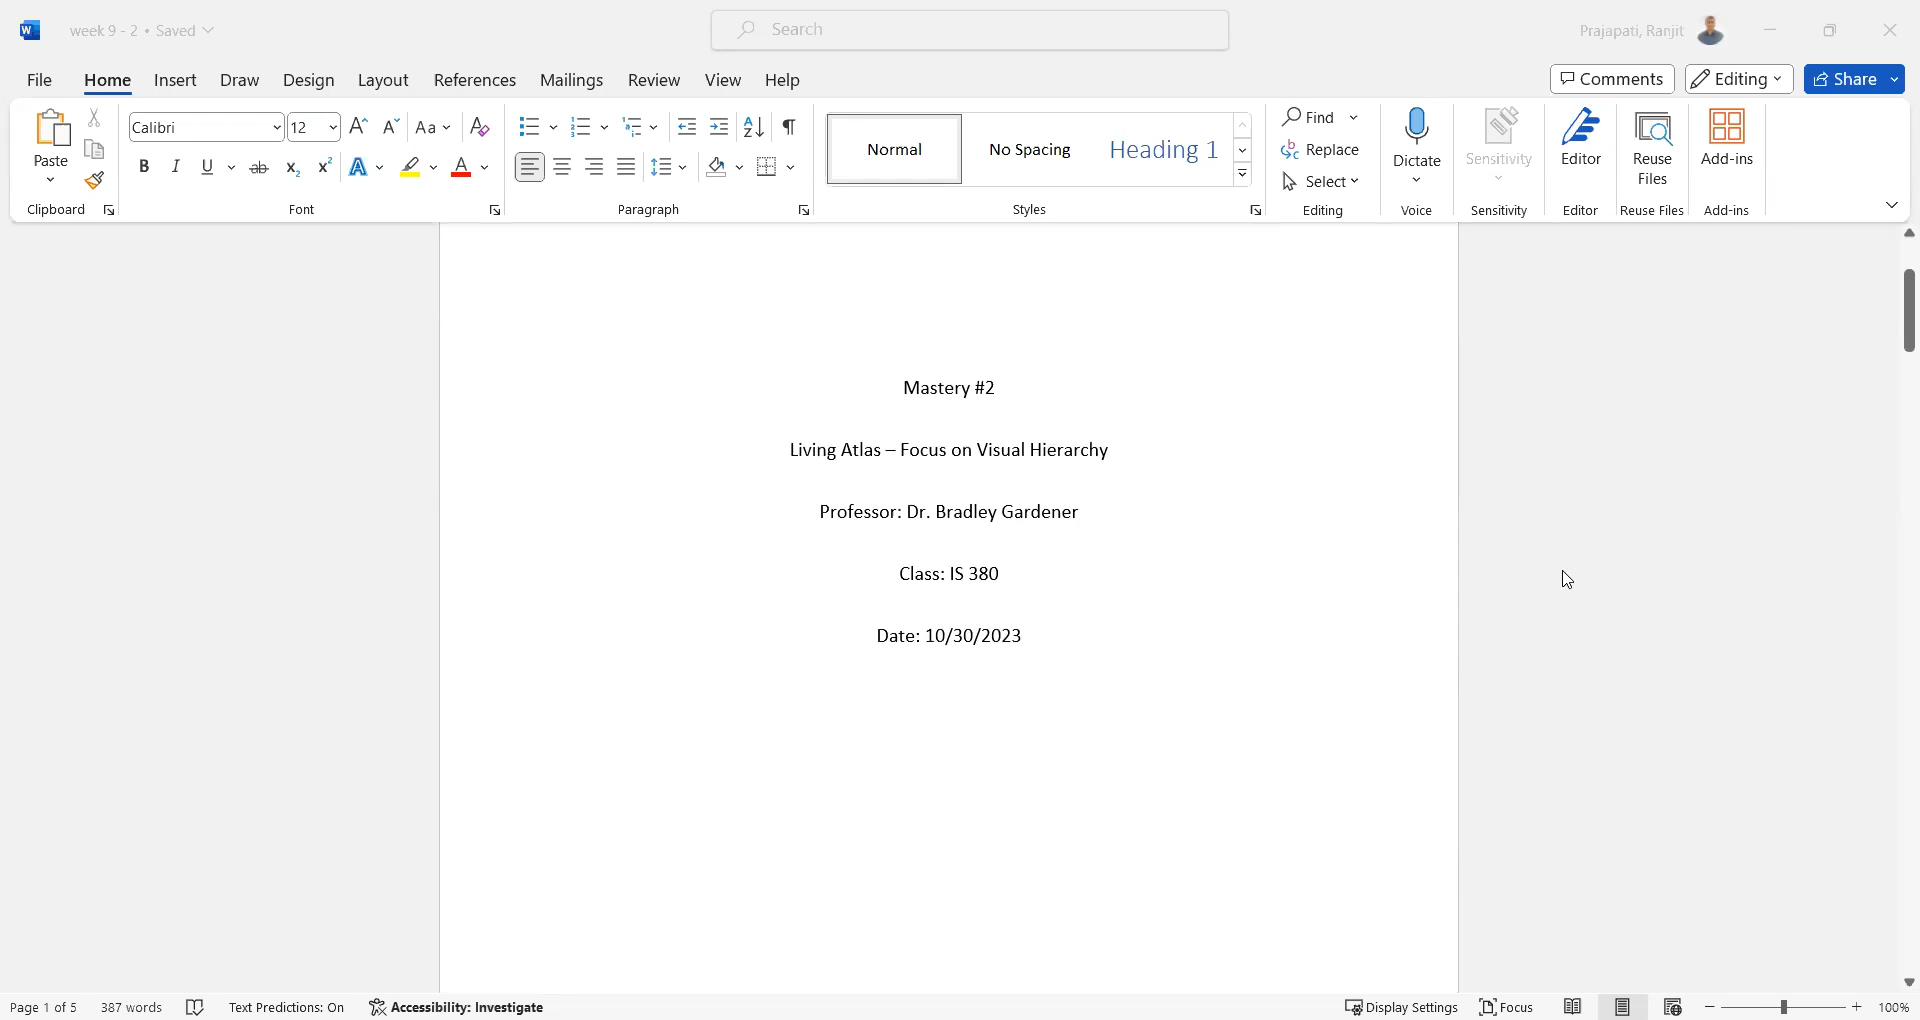 week 9 - 2 • Saved
Search
Prajapati, Ranjit
File Home Insert Draw Design Layout References Mailings Review View Help
Comments Editing Share
Paste
Clipboard
Calibri 12
Font
Paragraph
Normal No Spacing Heading 1
Styles
Find
Replace
Select
Editing
Dictate
Voice
Sensitivity
Sensitivity
Editor
Editor
Reuse
Files
Reuse Files
Add-ins
Add-ins
Mastery #2
Living Atlas – Focus on Visual Hierarchy
Professor: Dr. Bradley Gardener
Class: IS 380
Date: 10/30/2023
Page 1 of 5 387 words Text Predictions: On Accessibility: Investigate Display Settings Focus 100%